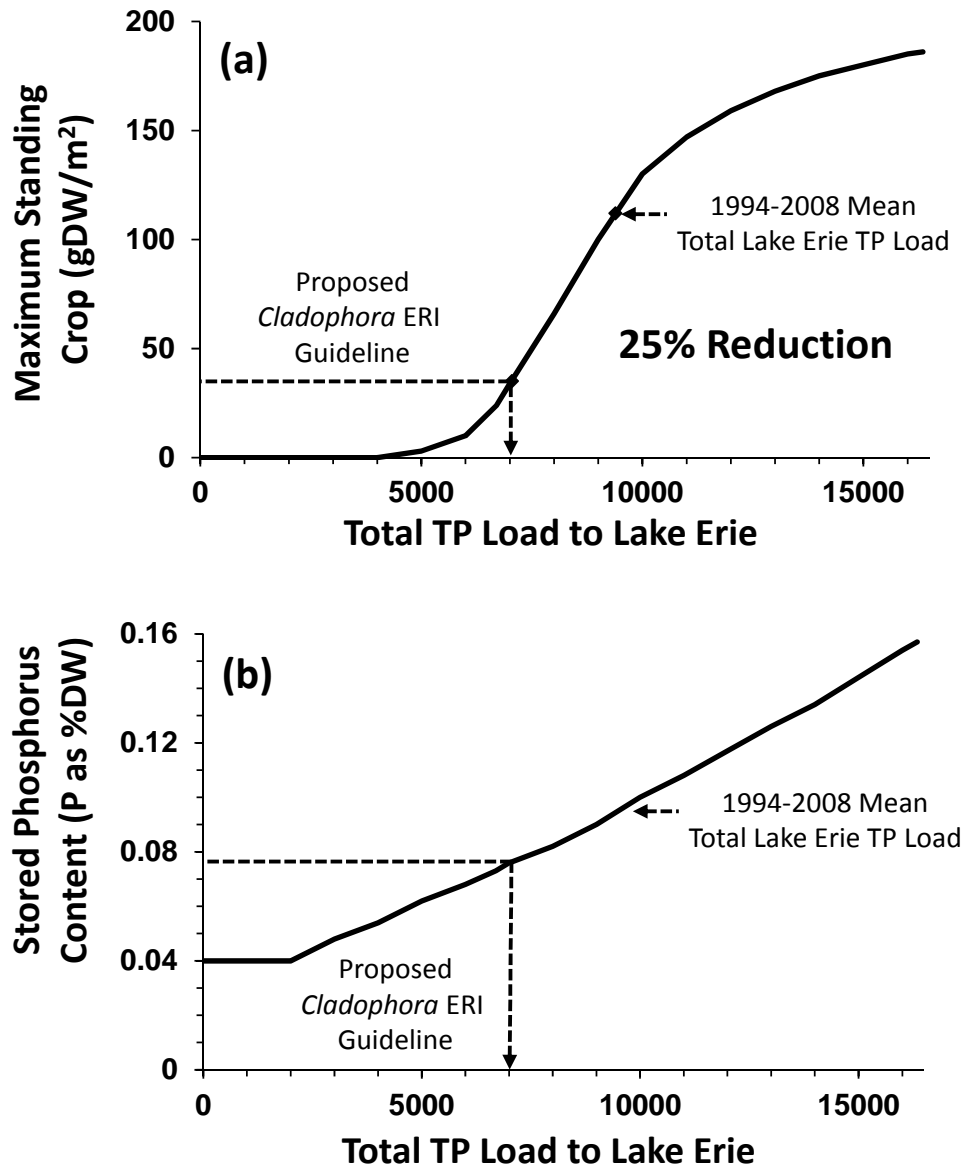 (a)
Maximum Standing
Crop (gDW/m²)
200
150
100
50
0
1994-2008 Mean
Total Lake Erie TP Load
Proposed
Cladophora ERI
Guideline
25% Reduction
0 5000 10000 15000
Total TP Load to Lake Erie
(b)
Stored Phosphorus
Content (P as %DW)
0.16
0.12
0.08
0.04
0
1994-2008 Mean
Total Lake Erie TP Load
Proposed
Cladophora ERI
Guideline
0 5000 10000 15000
Total TP Load to Lake Erie